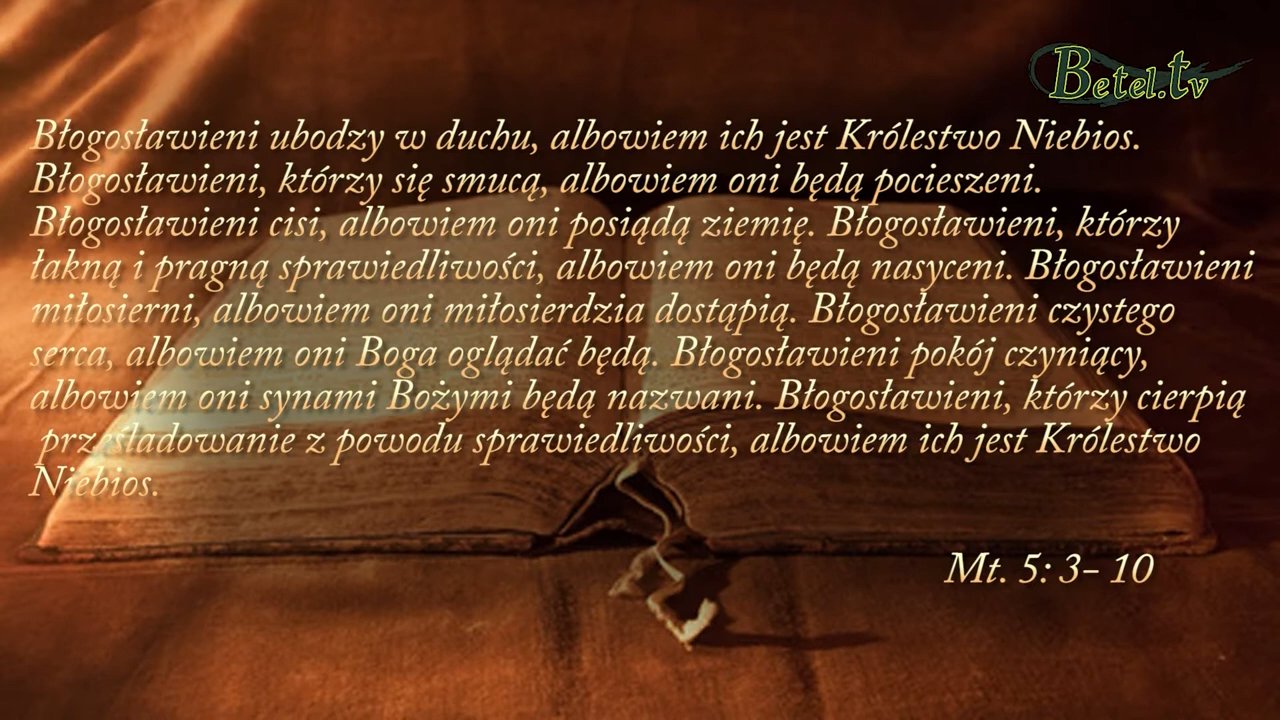 Betel.tv
Błogosławieni ubodzy w duchu, albowiem ich jest Królestwo Niebios.
Błogosławieni, którzy się smucą, albowiem oni będą pocieszeni.
Błogosławieni cisi, albowiem oni posiądą ziemię. Błogosławieni, którzy
łakną i pragną sprawiedliwości, albowiem oni będą nasyceni. Błogosławieni
miłosierni, albowiem oni miłosierdzia dostąpią. Błogosławieni czystego
serca, albowiem oni Boga oglądać będą. Błogosławieni pokój czyniący,
albowiem oni synami Bożymi będą nazwani. Błogosławieni, którzy cierpią
prześladowanie z powodu sprawiedliwości, albowiem ich jest Królestwo
Niebios.
Mt. 5: 3- 10